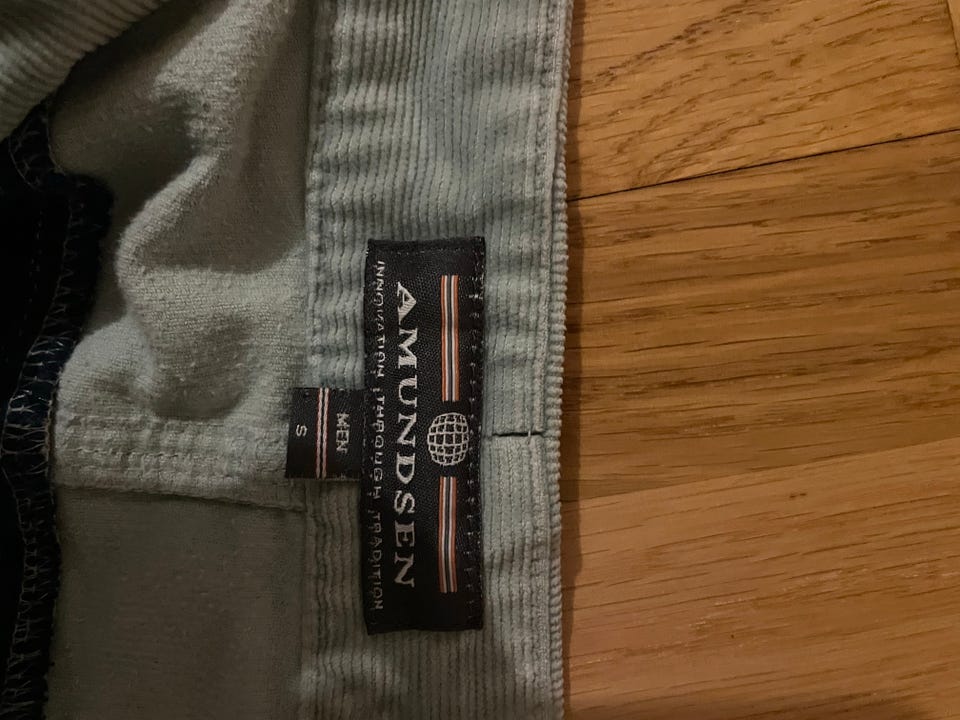 AMUNDSEN
INNOVATION THROUGH TRADITION
MEN
S